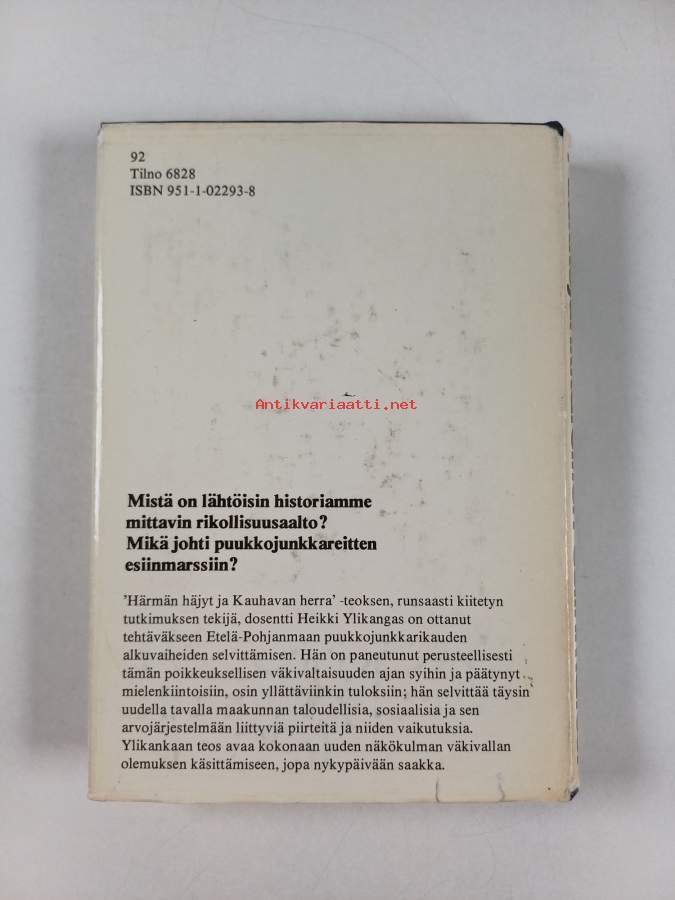 92
Tilno 6828
ISBN 951-1-02293-8
Antikvariaatti.net
Mistä on lähtöisin historiamme
mittavin rikollisuusaalto?
Mikä johti puukkojunkkareitten
esiinmarssiin?
'Härmän häjyt ja Kauhavan herra' -teoksen, runsaasti kiitetyn
tutkimuksen tekijä, dosentti Heikki Ylikangas on ottanut
tehtäväkseen Etelä-Pohjanmaan puukkojunkkarikauden
alkuvaiheiden selvittämisen. Hän on paneutunut perusteellisesti
tämän poikkeuksellisen väkivaltaisuuden ajan syihin ja päätynyt
mielenkiintoisiin, osin yllättäviinkin tuloksiin; hän selvittää täysin
uudella tavalla maakunnan taloudellisia, sosiaalisia ja sen
arvojärjestelmään liittyviä piirteitä ja niiden vaikutuksia.
Ylikankaan teos avaa kokonaan uuden näkökulman väkivallan
olemuksen käsittämiseen, jopa nykypäivään saakka.